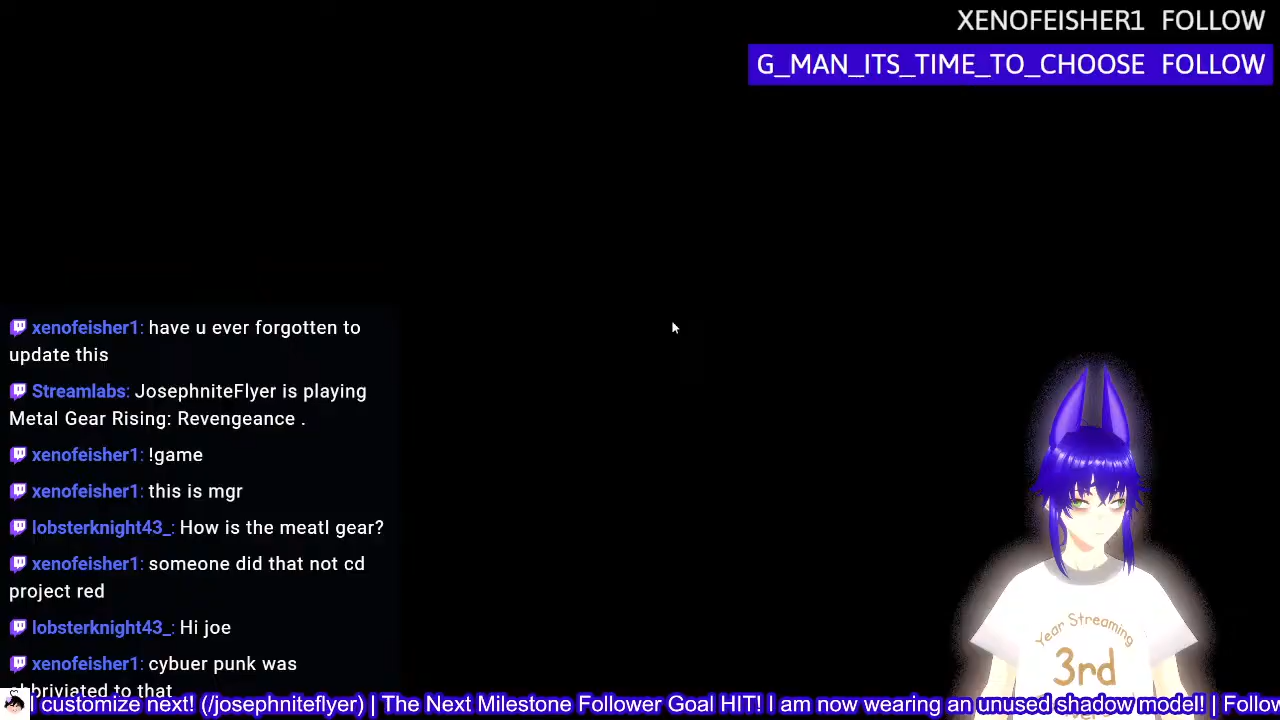 XENOFEISHER1 FOLLOW
G_MAN_ITS_TIME_TO_CHOOSE FOLLOW
xenofeisher1: have u ever forgotten to
update this
Streamlabs: JosephniteFlyer is playing
Metal Gear Rising: Revengeance .
xenofeisher1: !game
xenofeisher1: this is mgr
lobsterknight43_: How is the meatl gear?
xenofeisher1: someone did that not cd
project red
lobsterknight43_: Hi joe
xenofeisher1: cybuer punk was
abbriviated to that
I customize next! (/josephniteflyer) | The Next Milestone Follower Goal HIT! I am now wearing an unused shadow model! | Follow
Year Streaming
3rd